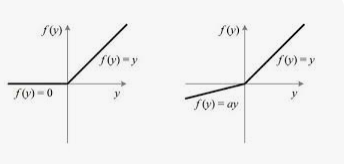 f(y)
f(y) = y
f(y) = 0
y
f(y)
f(y) = y
f(y) = ay
y